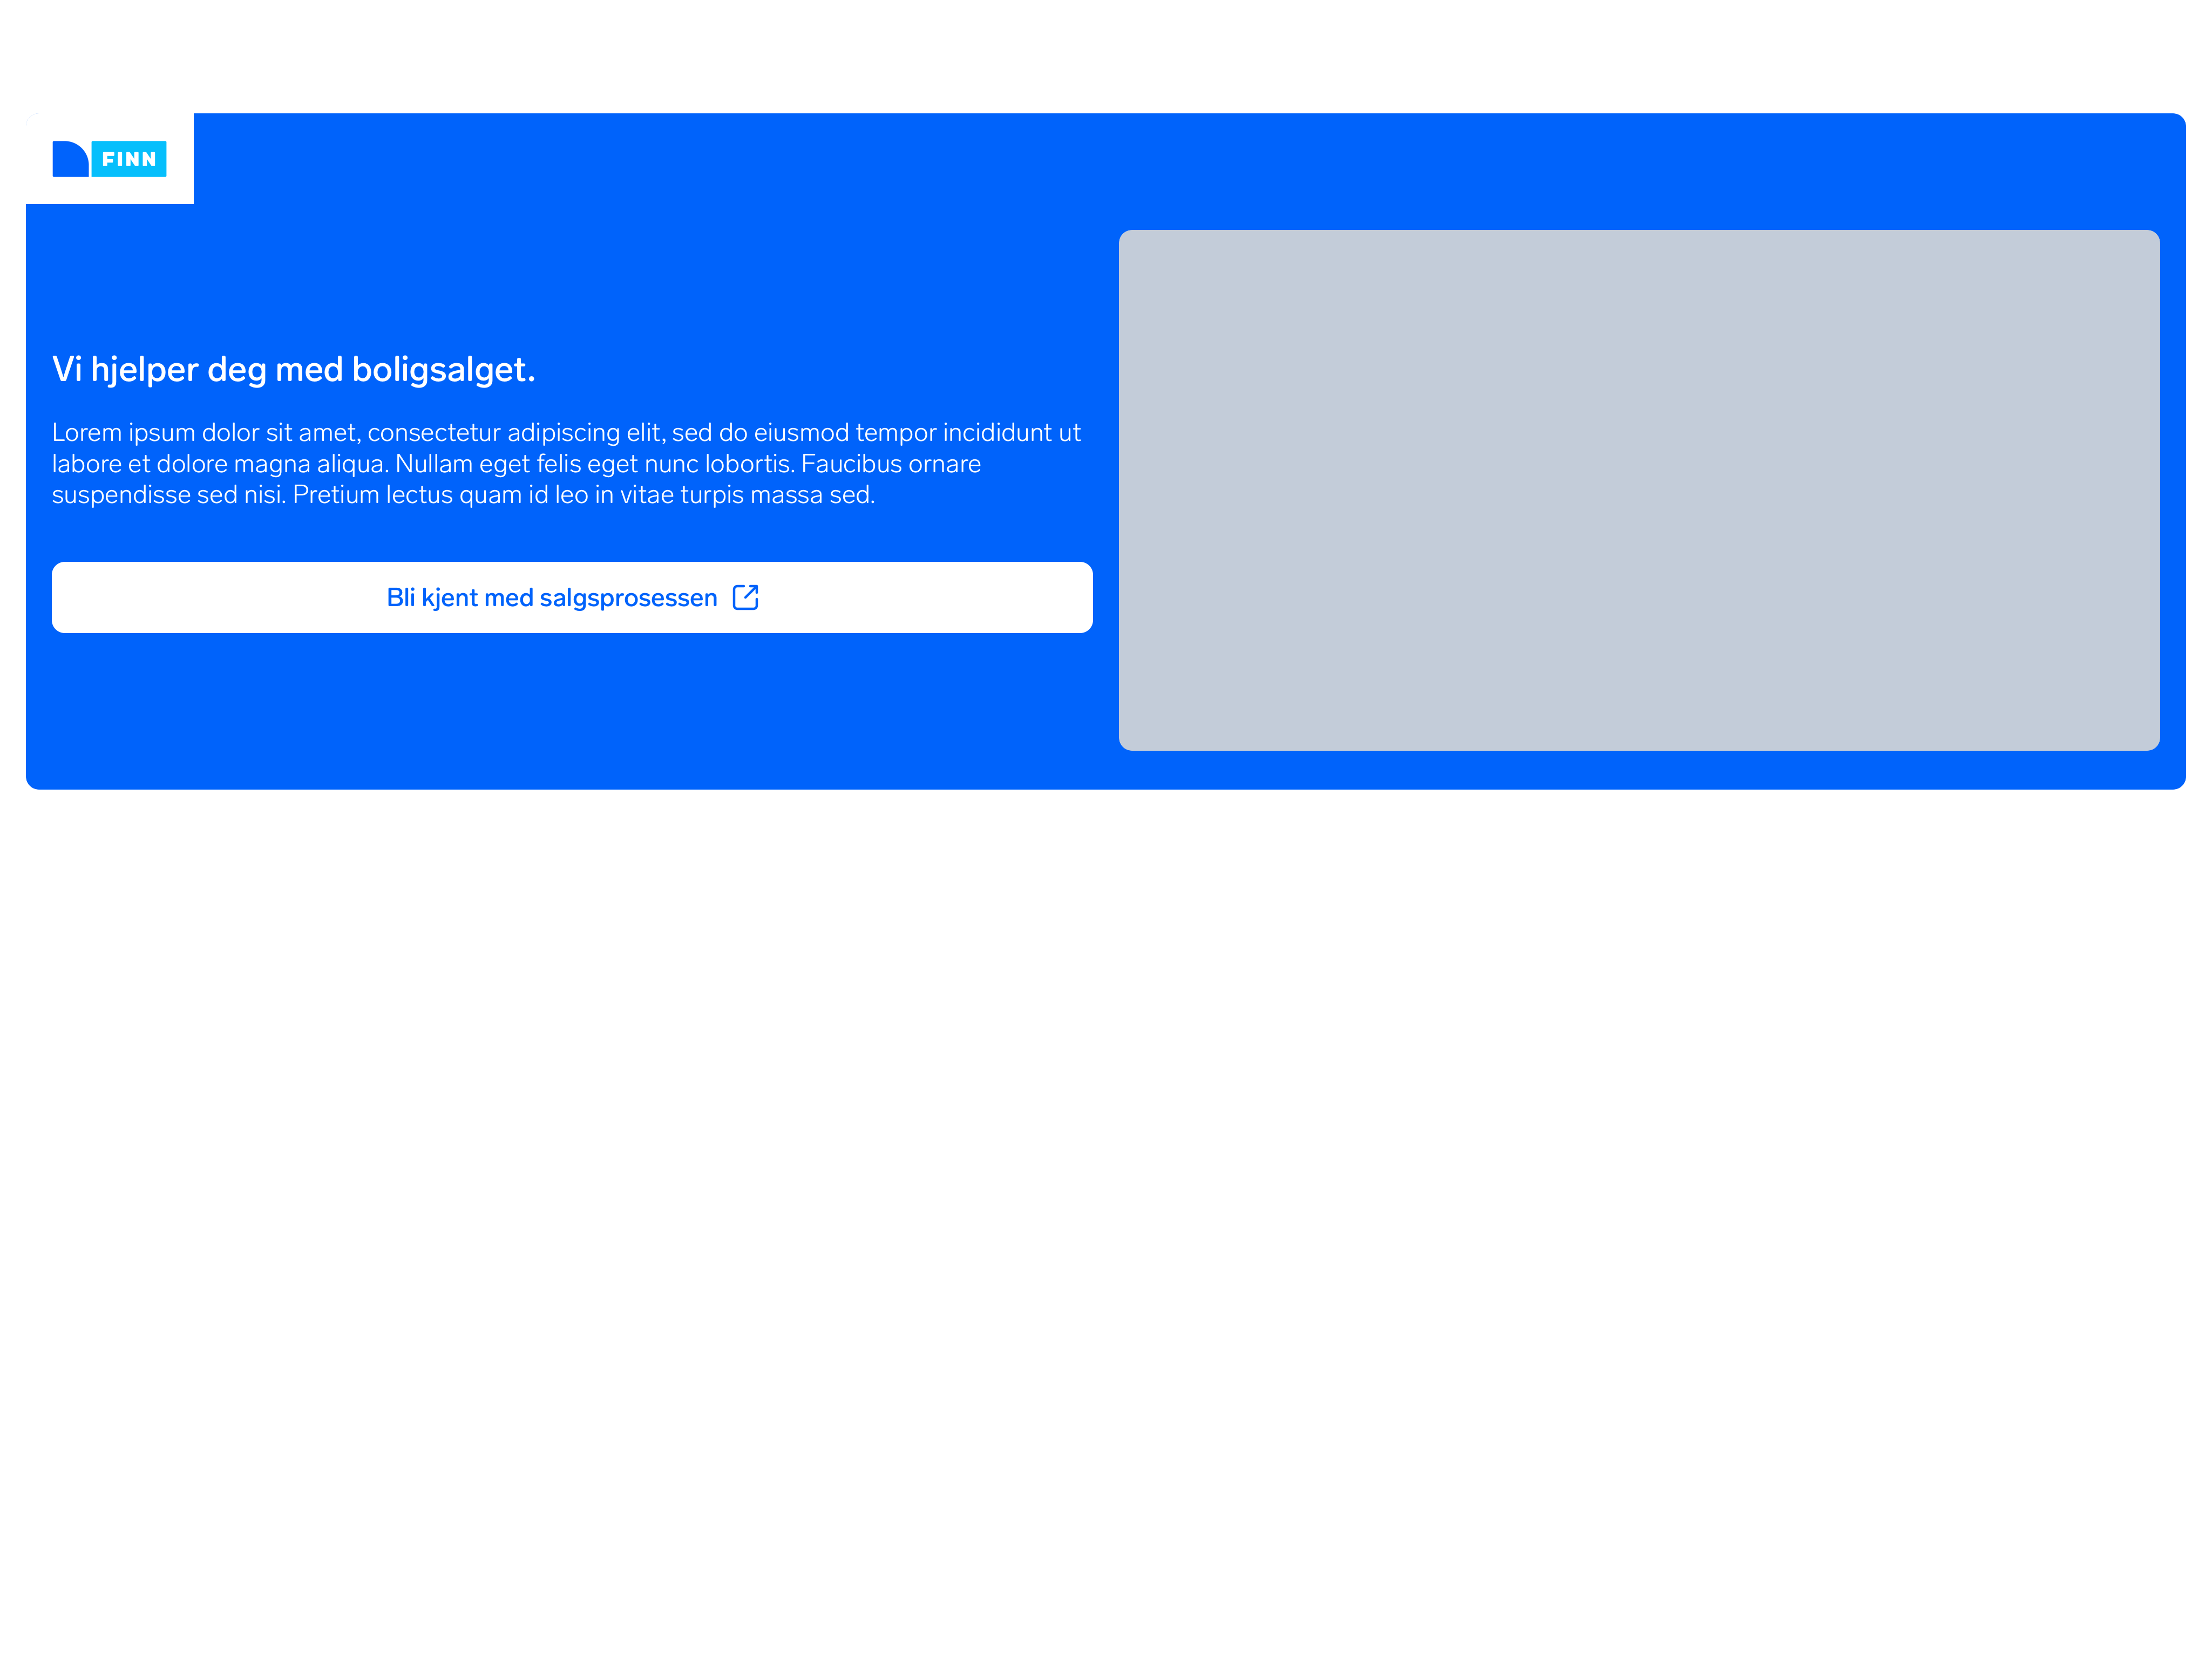 FINN
Vi hjelper deg med boligsalget.
Lorem ipsum dolor sit amet, consectetur adipiscing elit, sed do eiusmod tempor incididunt ut
labore et dolore magna aliqua. Nullam eget felis eget nunc lobortis. Faucibus ornare
suspendisse sed nisi. Pretium lectus quam id leo in vitae turpis massa sed.
Bli kjent med salgsprosessen